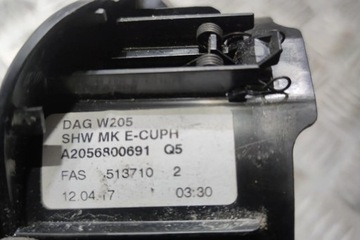 DAG W205
SHW MK E-CUPH
A2056800691 Q5
FAS 513710 2
12.04.17 03:30